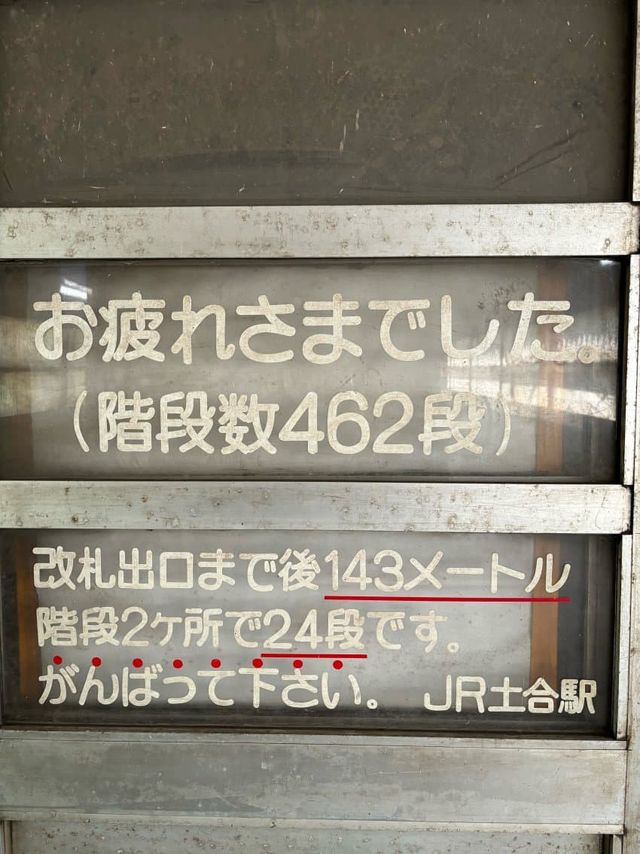 お疲れさまでした。
（階段数462段）
改札出口まで後143メートル
階段2ヶ所で24段です。
がんばって下さい。 JR土合駅